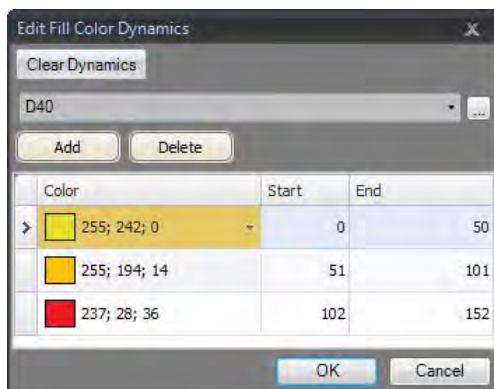 Edit Fill Color Dynamics x
Clear Dynamics
D40 ...
Add Delete
Color Start End
255; 242; 0 0 50
255; 194; 14 51 101
237; 28; 36 102 152
OK Cancel